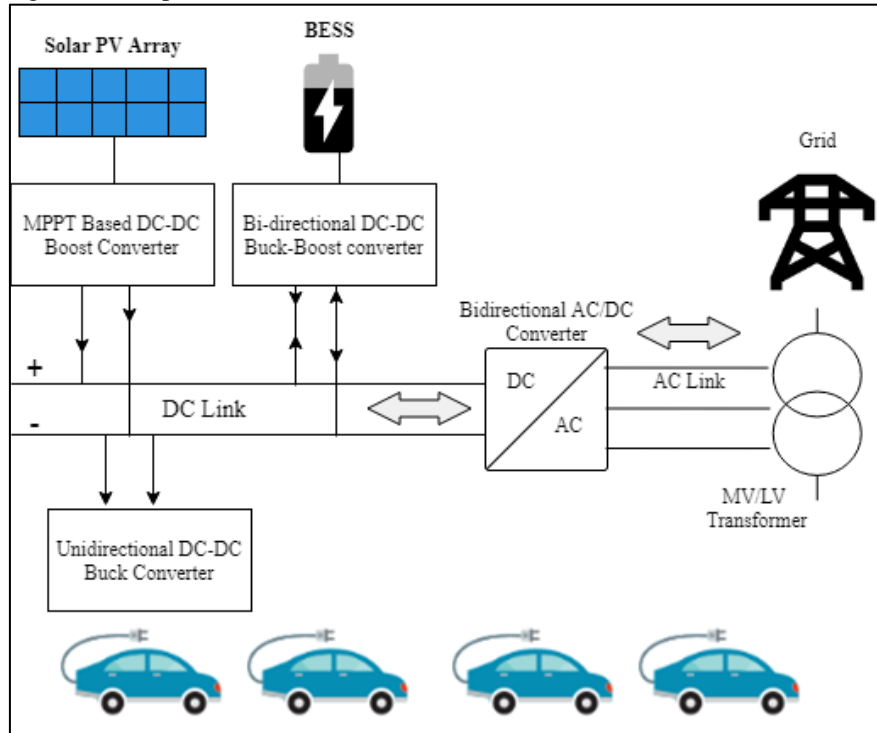 Solar PV Array
BESS
Grid
MPPT Based DC-DC
Boost Converter
Bi-directional DC-DC
Buck-Boost converter
Bidirectional AC/DC
Converter
+
DC
AC Link
DC Link
AC
-
MV/LV
Transformer
Unidirectional DC-DC
Buck Converter